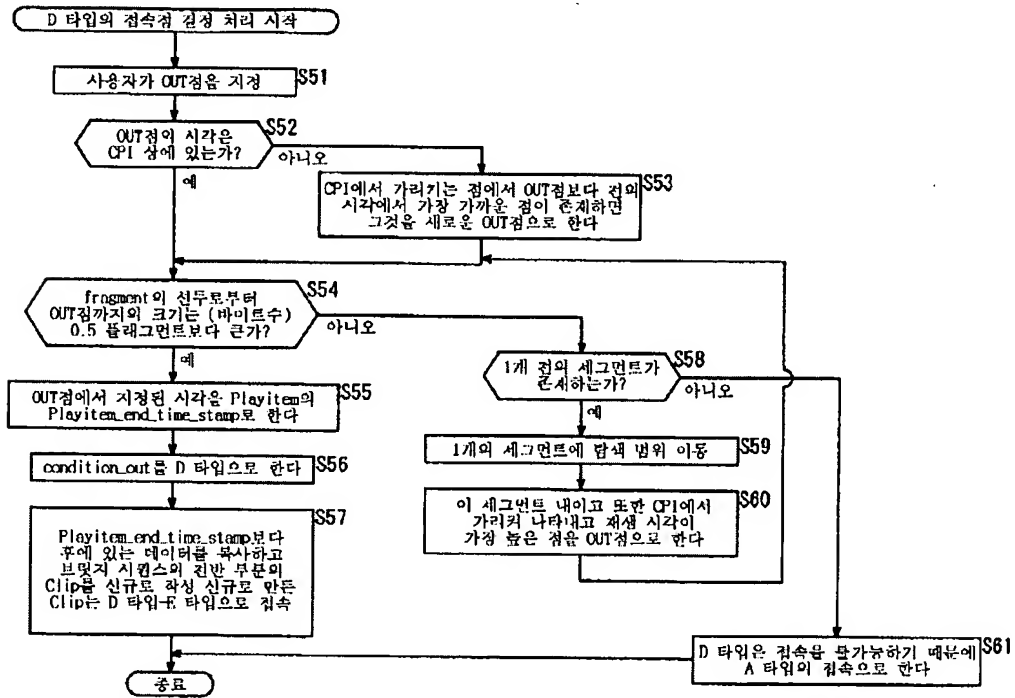 D 타입의 접속점 결정 처리 시작
사용자가 OUT점을 지정
S51
OUT점의 시각은
CPI 상에 있는가?
S52
아니오
예
CPI에서 가리키는 점에서 OUT점보다 전의
시각에서 가장 가까운 점이 존재하면
그것을 새로운 OUT점으로 한다
S53
fragment의 선두로부터
OUT점까지의 크기는 (바이트수)
0.5 플래그먼트보다 큰가?
S54
아니오
예
OUT점에서 지정된 시각을 Playitem의
Playitem_end_time_stamp로 한다
S55
condition_out를 D 타입으로 한다
S56
Playitem_end_time_stamp보다
후에 있는 데이터를 복사하고
브릿지 시퀀스의 전반 부분의
Clip를 신규로 작성 신규로 만든
Clip는 D 타입-E 타입으로 접속
S57
1개 전의 세그먼트가
존재하는가?
S58
아니오
예
1개의 세그먼트에 탐색 범위 이동
S59
이 세그먼트 내이고 또한 CPI에서
가리켜 나타내고 재생 시각이
가장 높은 점을 OUT점으로 한다
S60
D 타입은 접속을 불가능하기 때문에
A 타입의 접속으로 한다
S61
종료